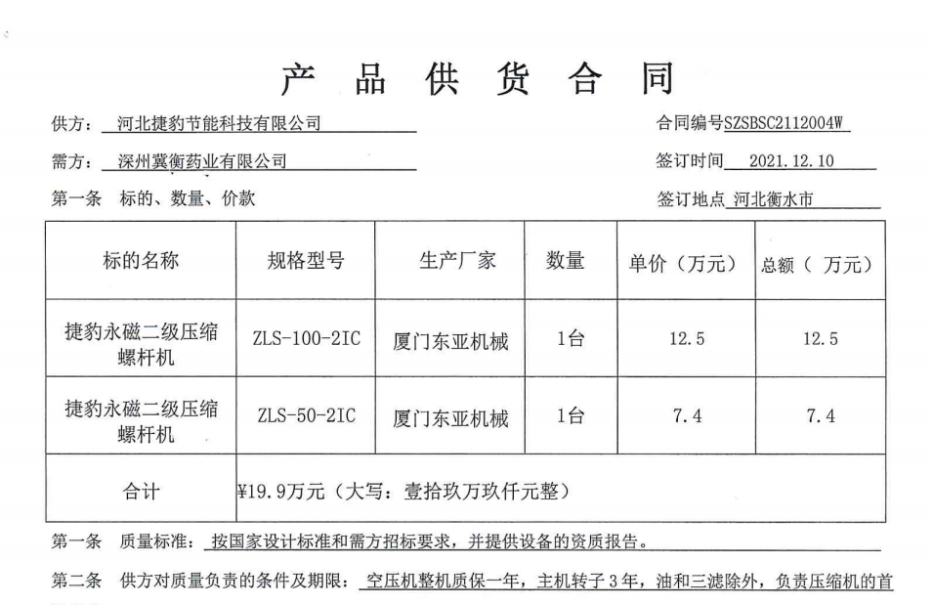 产品供货合同
供方：河北捷豹节能科技有限公司 合同编号SZSBSC2112004W
需方：深州冀衡药业有限公司 签订时间 2021.12.10
第一条 标的、数量、价款 签订地点 河北衡水市
标的名称 规格型号 生产厂家 数量 单价（万元） 总额（ 万元）
捷豹永磁二级压缩
螺杆机 ZLS-100-2IC 厦门东亚机械 1台 12.5 12.5
捷豹永磁二级压缩
螺杆机 ZLS-50-2IC 厦门东亚机械 1台 7.4 7.4
合计 ¥19.9万元（大写：壹拾玖万玖仟元整）
第一条 质量标准：按国家设计标准和需方招标要求，并提供设备的资质报告。
第二条 供方对质量负责的条件及期限：空压机整机质保一年，主机转子3年，油和三滤除外，负责压缩机的首